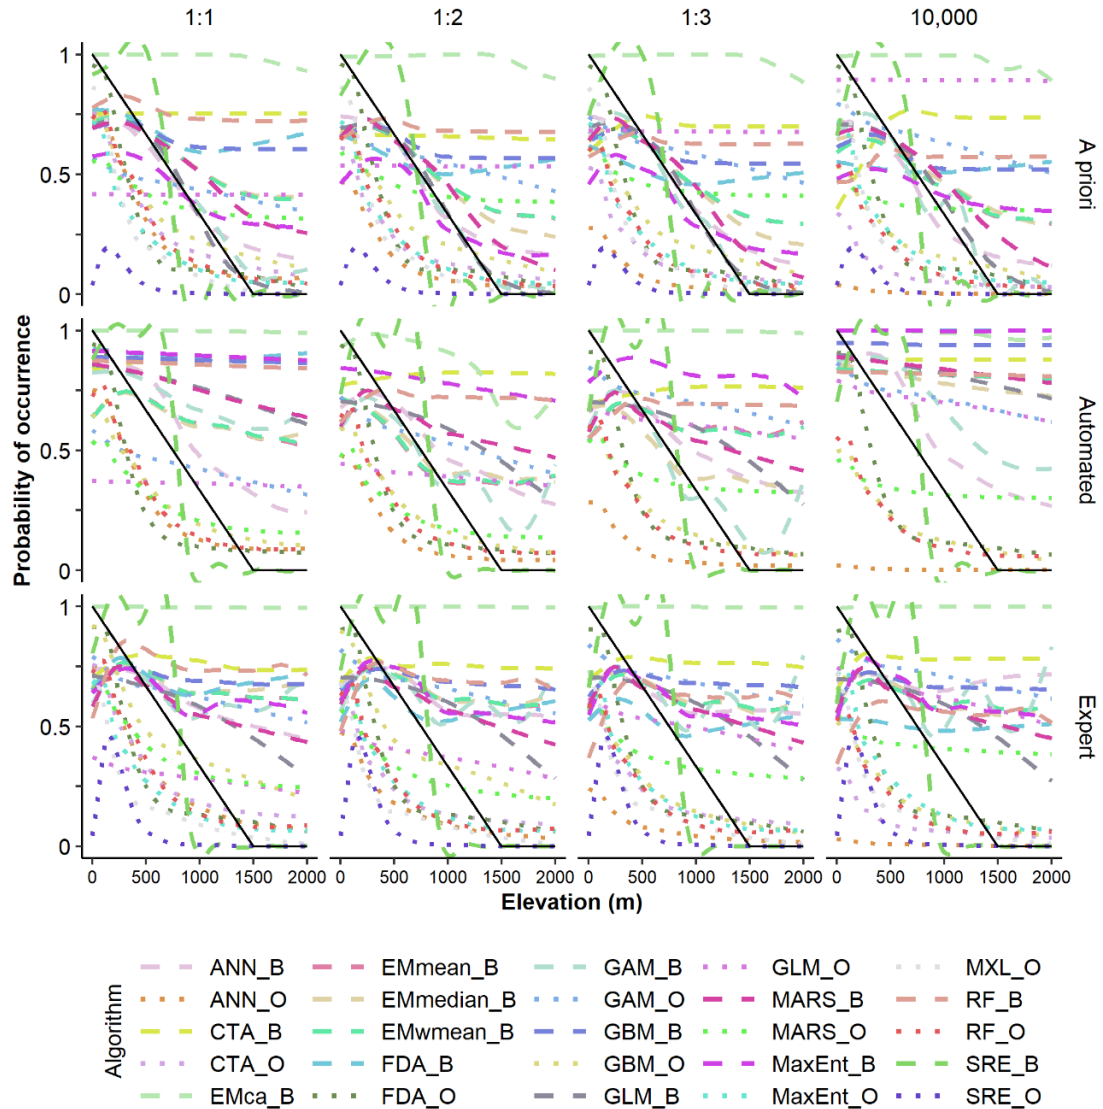 1:1 1:2 1:3 10,000
1
0.5
0
A priori
1
0.5
0
Automated
1
0.5
0
Expert
Probability of occurrence
0 500 1000 1500 2000 0 500 1000 1500 2000 0 500 1000 1500 2000 0 500 1000 1500 2000
Elevation (m)
Algorithm
ANN_B EMmean_B GAM_B GLM_O MXL_O
ANN_O EMmedian_B GAM_O MARS_B RF_B
CTA_B EMwmean_B GBM_B MARS_O RF_O
CTA_O FDA_B GBM_O MaxEnt_B SRE_B
EMca_B FDA_O GLM_B MaxEnt_O SRE_O